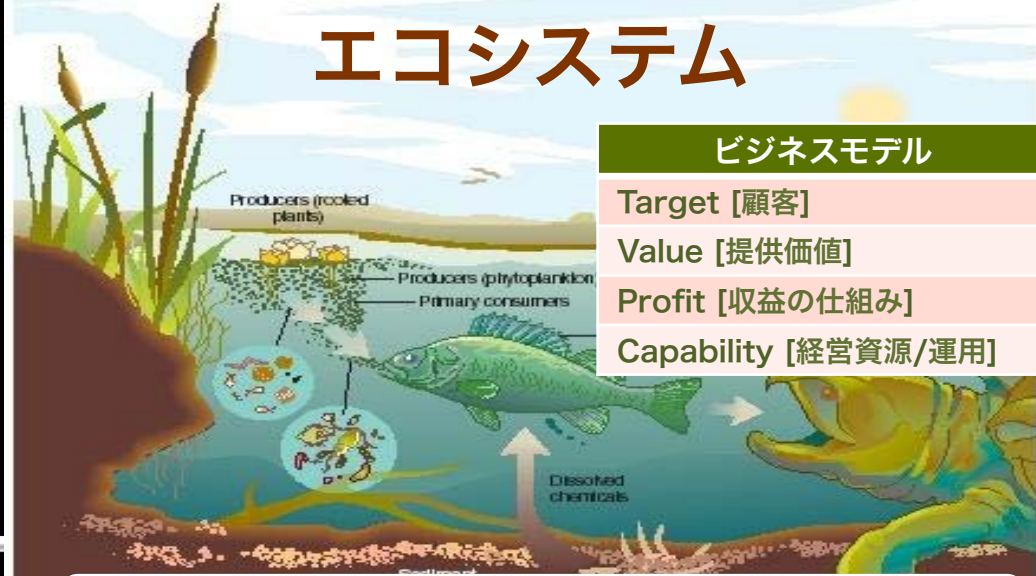 エコシステム
ビジネスモデル
Target [顧客]
Value [提供価値]
Profit [収益の仕組み]
Capability [経営資源/運用]
Producers (rooted
plants)
Producers (phytoplankton)
Primary consumers
Dissolved
chemicals
Sediment